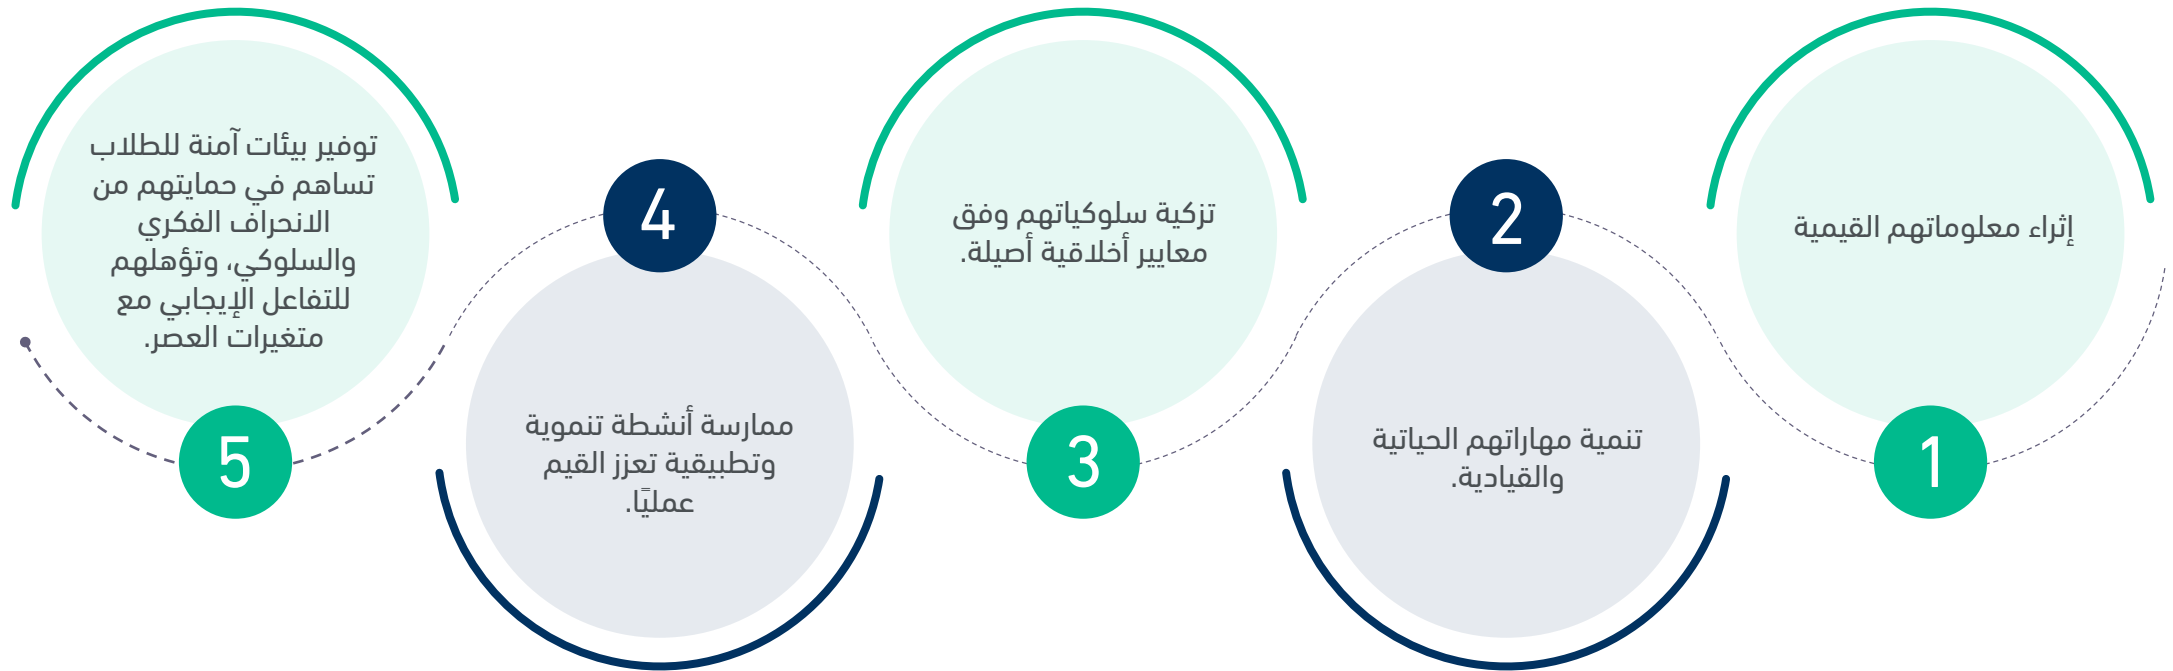 إثراء معلوماتهم القيمية
1
2
تنمية مهاراتهم الحياتية
والقيادية.
تزكية سلوكياتهم وفق
معايير أخلاقية أصيلة.
3
4
ممارسة أنشطة تنموية
وتطبيقية تعزز القيم
عمليًا.
توفير بيئات آمنة للطلاب
تساهم في حمايتهم من
الانحراف الفكري
والسلوكي، وتؤهلهم
للتفاعل الإيجابي مع
متغيرات العصر.
5